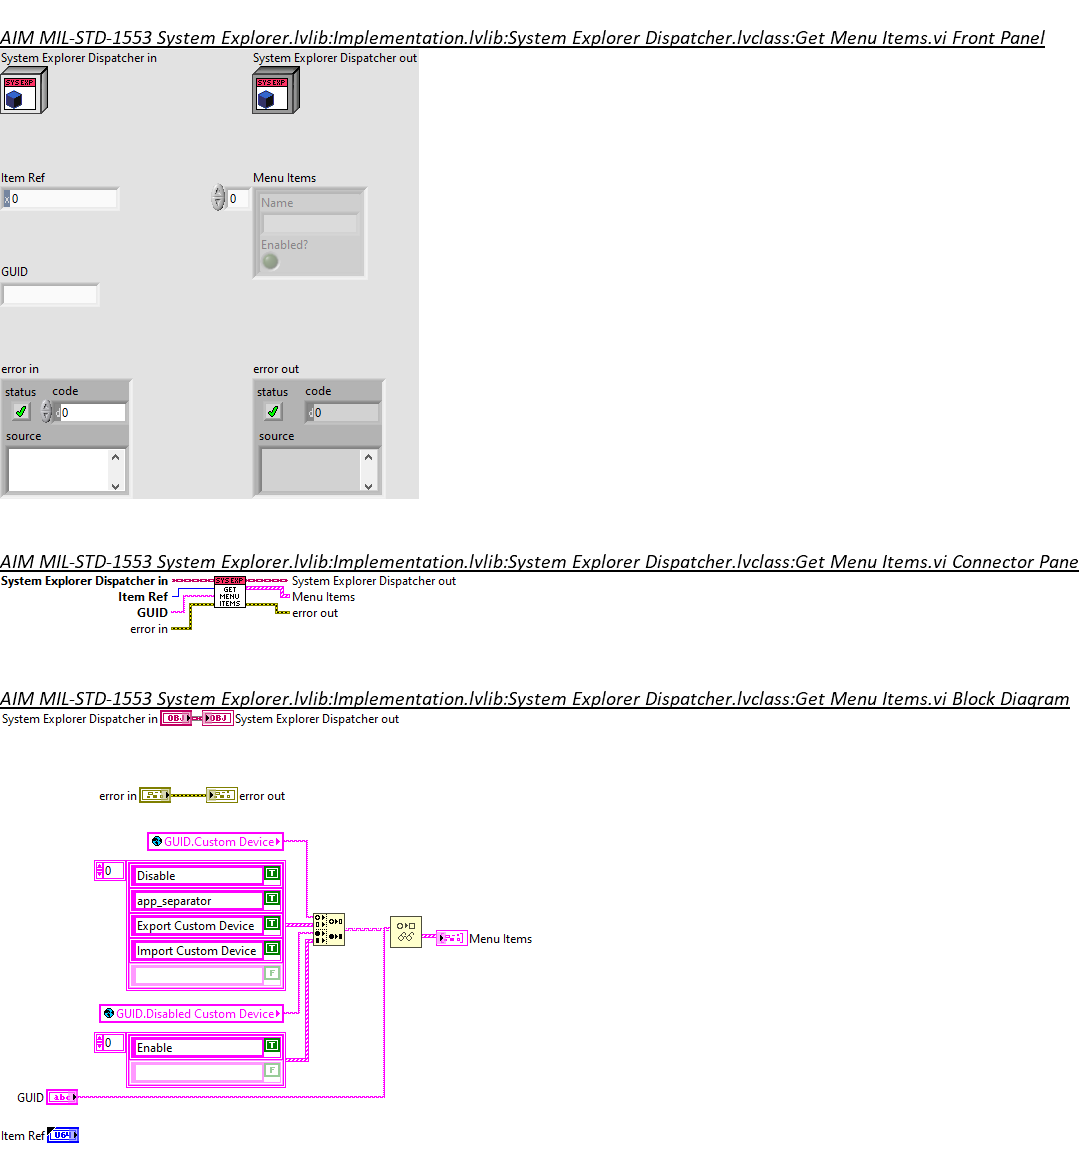 AIM MIL-STD-1553 System Explorer.lvlib:Implementation.lvlib:System Explorer Dispatcher.lvclass:Get Menu Items.vi Front Panel
System Explorer Dispatcher in
System Explorer Dispatcher out
SYS EXP
SYS EXP
Item Ref
x 0
0
Menu Items
Name
Enabled?
GUID
error in
error out
status code
d 0
source
status code
d 0
source
AIM MIL-STD-1553 System Explorer.lvlib:Implementation.lvlib:System Explorer Dispatcher.lvclass:Get Menu Items.vi Connector Pane
System Explorer Dispatcher in
SYS EXP
System Explorer Dispatcher out
Item Ref
GET
MENU
ITEMS
Menu Items
GUID
error out
error in
AIM MIL-STD-1553 System Explorer.lvlib:Implementation.lvlib:System Explorer Dispatcher.lvclass:Get Menu Items.vi Block Diagram
System Explorer Dispatcher in OBJ OBJ System Explorer Dispatcher out
error in
error out
GUID.Custom Device
0
Disable T
app_separator T
Export Custom Device T
Import Custom Device T
F
Menu Items
GUID.Disabled Custom Device
0
Enable T
F
GUID abc
Item Ref U64